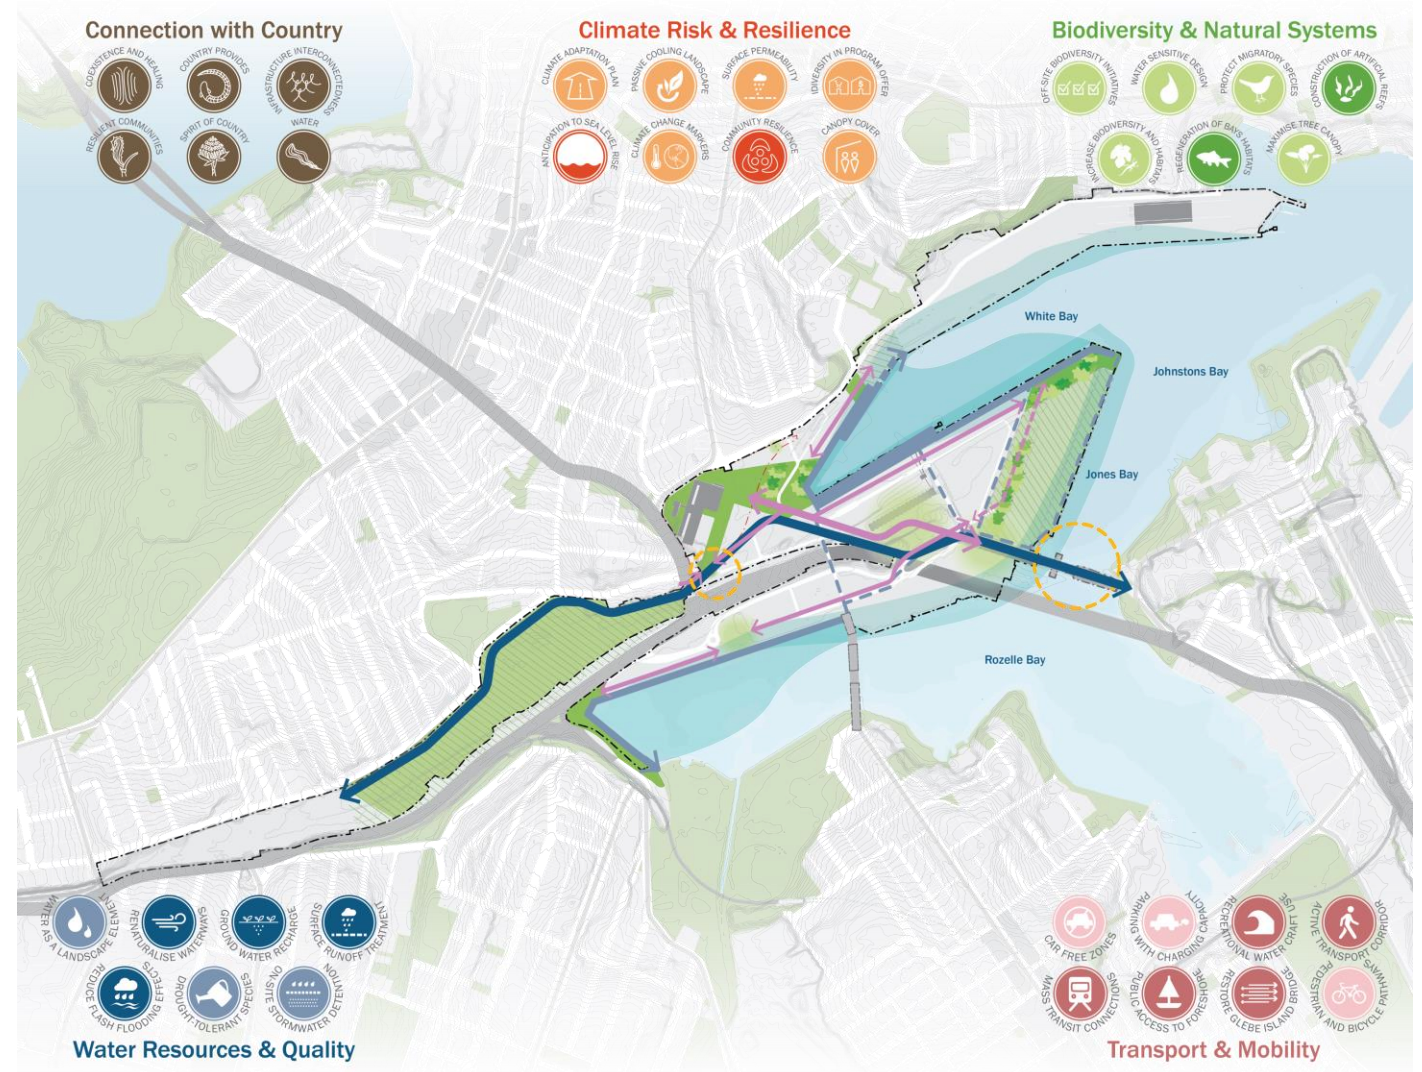 Connection with Country
COEXISTENCE AND HEALING
COUNTRY PROVIDES
INFRASTRUCTURE INTERCONNECTEDNESS
RESILIENT COMMUNITIES
SPIRIT OF COUNTRY
WATER
Climate Risk & Resilience
CLIMATE ADAPTATION PLAN
PASSIVE COOLING LANDSCAPE
SURFACE PERMEABILITY
IDIVERSITY IN PROGRAM OFFER
ANTICIPATION TO SEA LEVEL RISE
CLIMATE CHANGE MARKERS
COMMUNITY RESILIENCE
CANOPY COVER
Biodiversity & Natural Systems
OFF-SITE BIODIVERSITY INITIATIVES
WATER SENSITIVE DESIGN
PROTECT MIGRATORY SPECIES
CONSTRUCTION OF ARTIFICAL REEFS
INCREASE BIODIVERSITY AND HABITATS
REGENERATION OF BAYS HABITATS
MAXIMISE TREE CANOPY
White Bay
Johnstons Bay
Jones Bay
Rozelle Bay
WATER AS A LANDSCAPE ELEMENT
RENATURALISE WATERWAYS
GROUND WATER RECHARGE
SURFACE RUNOFF TREATMENT
REDUCE FLASH FLOODING EFFECTS
DROUGHT-TOLERANT SPECIES
ON-SITE STORMWATER DETENTION
Water Resources & Quality
CAR FREE ZONES
PARKING WITH CHARGING CAPACITY
RECREATIONAL WATER CRAFT USE
ACTIVE TRANSPORT CORRIDOR
MASS TRANSIT CONNECTIONS
PUBLIC ACCESS TO FORESHORE
RESTORE GLEBE ISLAND BRIDGE
PEDESTRIAN AND BICYCLE PATHWAYS
Transport & Mobility